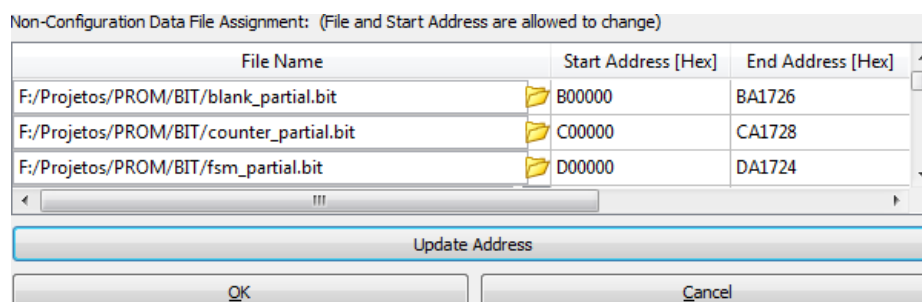 Non-Configuration Data File Assignment: (File and Start Address are allowed to change)
File Name Start Address [Hex] End Address [Hex]
F:/Projetos/PROM/BIT/blank_partial.bit B00000 BA1726
F:/Projetos/PROM/BIT/counter_partial.bit C00000 CA1728
F:/Projetos/PROM/BIT/fsm_partial.bit D00000 DA1724
Update Address
OK Cancel